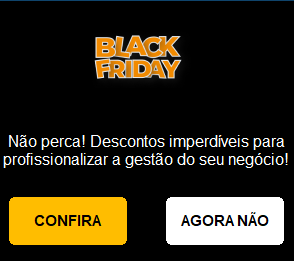 BLACK
FRIDAY
Não perca! Descontos imperdíveis para
profissionalizar a gestão do seu negócio!
CONFIRA
AGORA NÃO